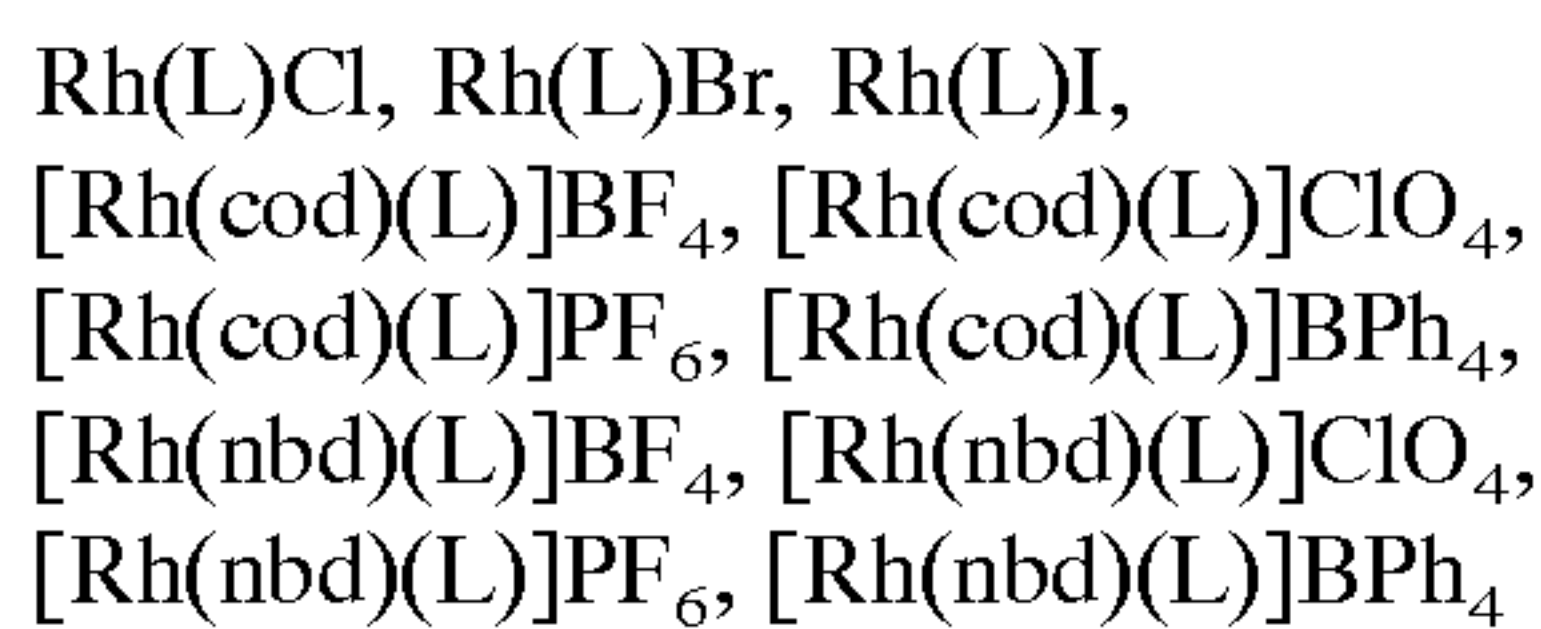 Rh(L)Cl, Rh(L)Br, Rh(L)I,
[Rh(cod)(L)]BF₄, [Rh(cod)(L)]ClO₄,
[Rh(cod)(L)]PF₆, [Rh(cod)(L)]BPh₄,
[Rh(nbd)(L)]BF₄, [Rh(nbd)(L)]ClO₄,
[Rh(nbd)(L)]PF₆, [Rh(nbd)(L)]BPh₄